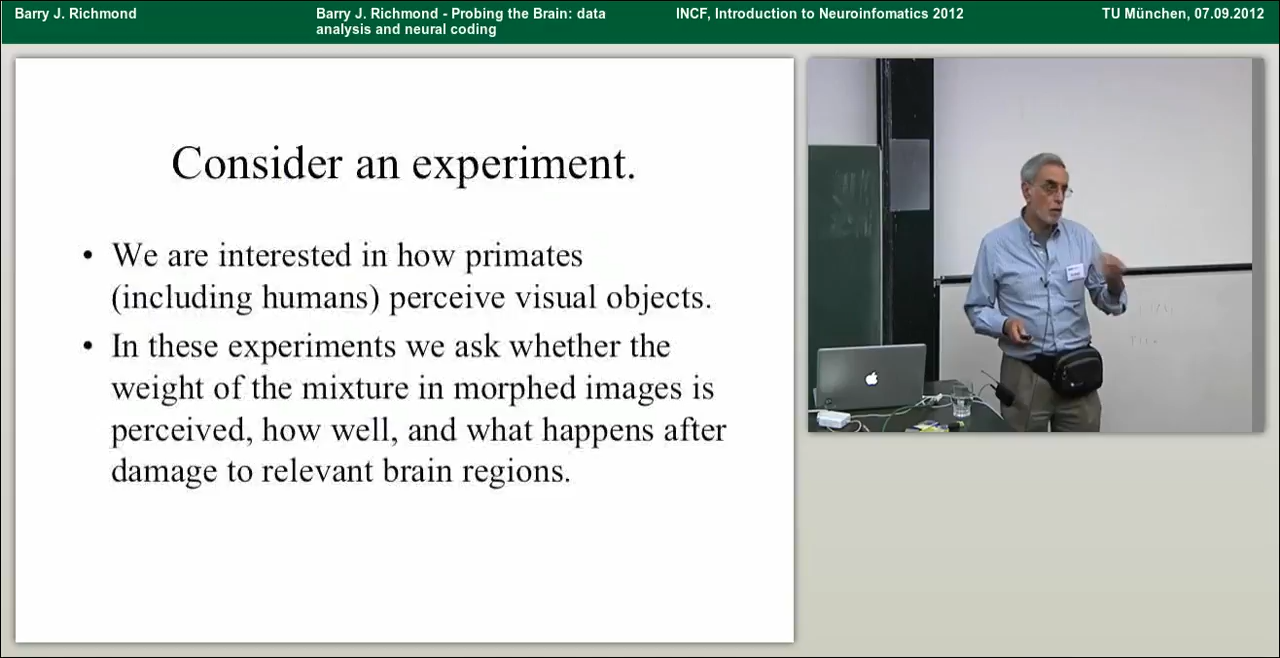 Barry J. Richmond
Barry J. Richmond - Probing the Brain: data
analysis and neural coding
INCF, Introduction to Neuroinfomatics 2012
TU München, 07.09.2012
Consider an experiment.
• We are interested in how primates
(including humans) perceive visual objects.
• In these experiments we ask whether the
weight of the mixture in morphed images is
perceived, how well, and what happens after
damage to relevant brain regions.